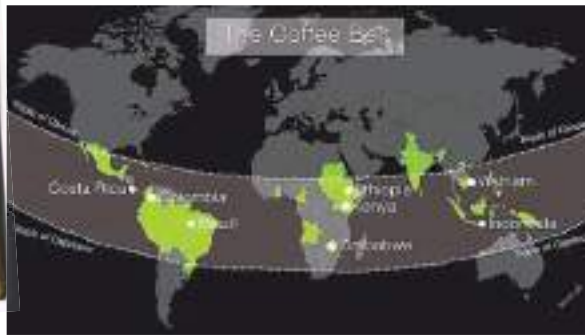 The Coffee Belt
Costa Rica
Colombia
Brazil
Ethiopia
Kenya
Zimbabwe
Vietnam
Indonesia